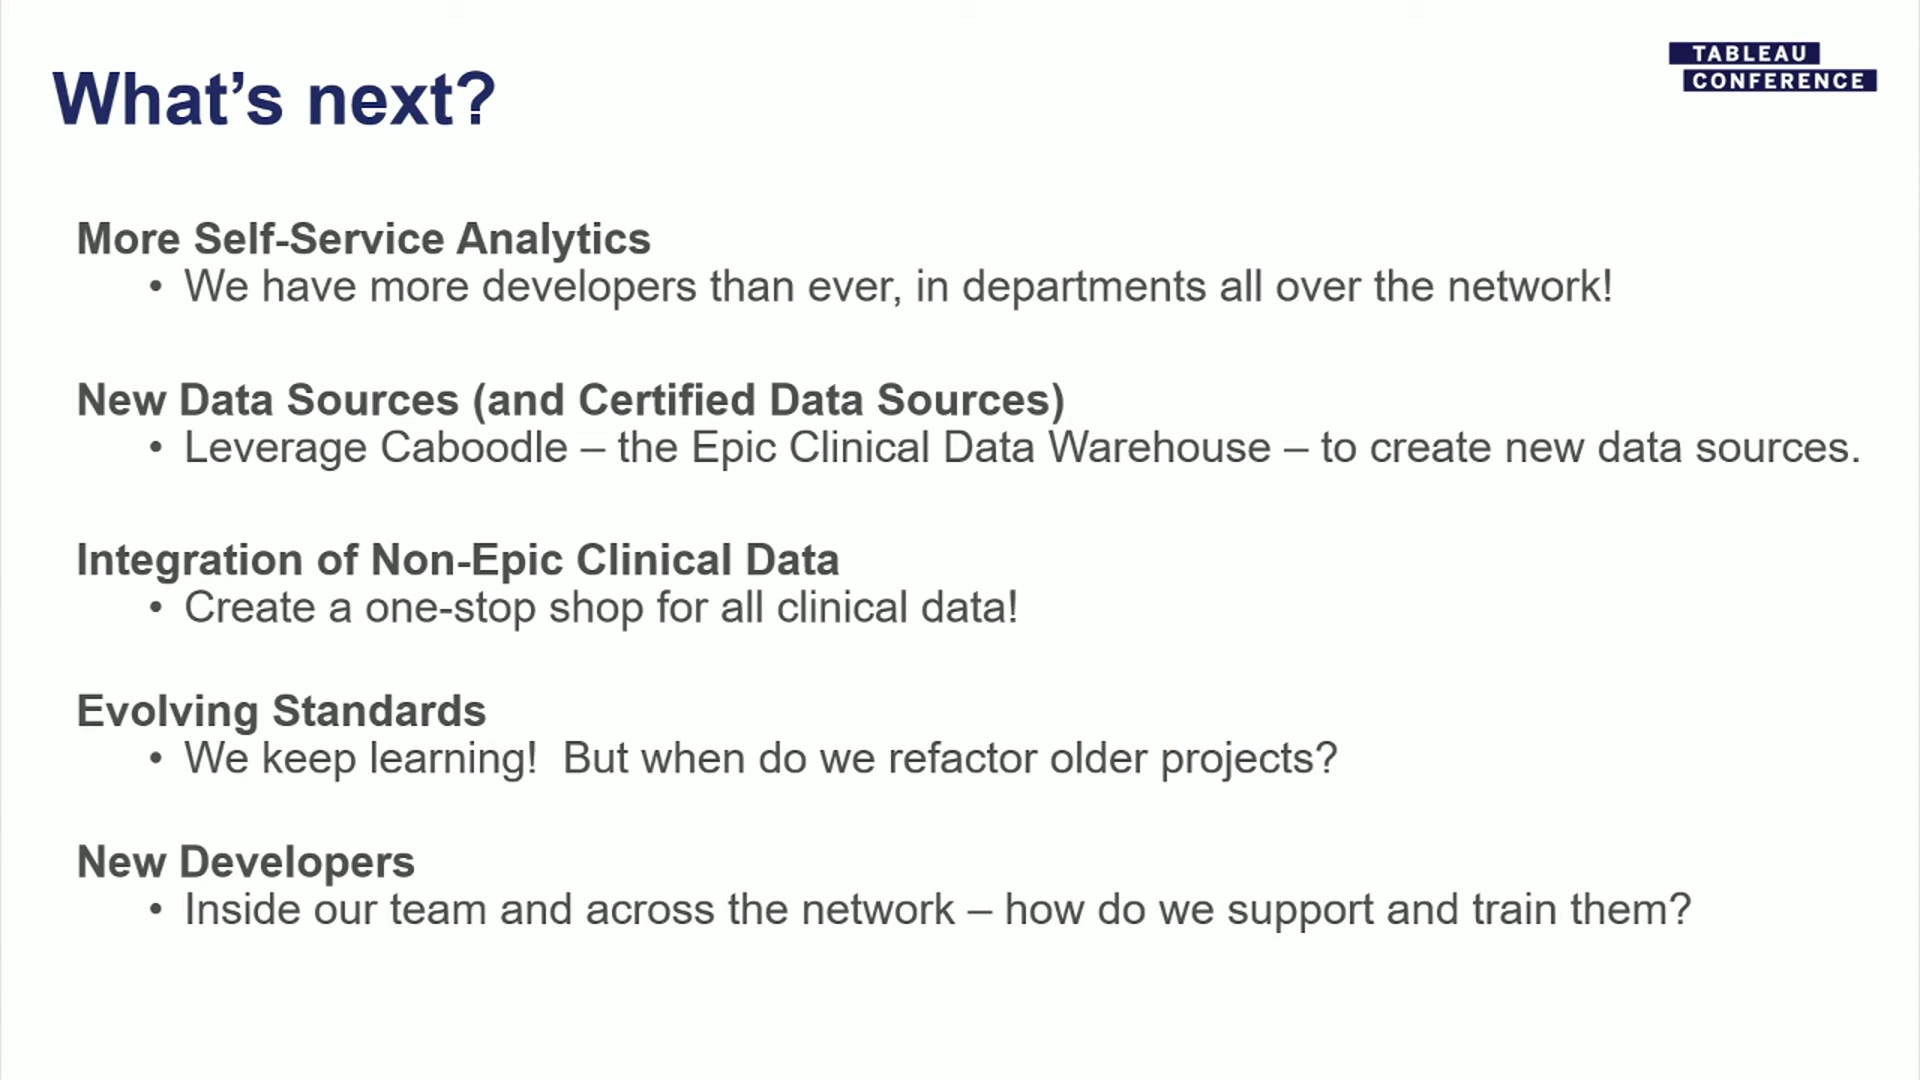 TABLEAU
CONFERENCE
What’s next?
More Self-Service Analytics
• We have more developers than ever, in departments all over the network!
New Data Sources (and Certified Data Sources)
• Leverage Caboodle – the Epic Clinical Data Warehouse – to create new data sources.
Integration of Non-Epic Clinical Data
• Create a one-stop shop for all clinical data!
Evolving Standards
• We keep learning!  But when do we refactor older projects?
New Developers
• Inside our team and across the network – how do we support and train them?